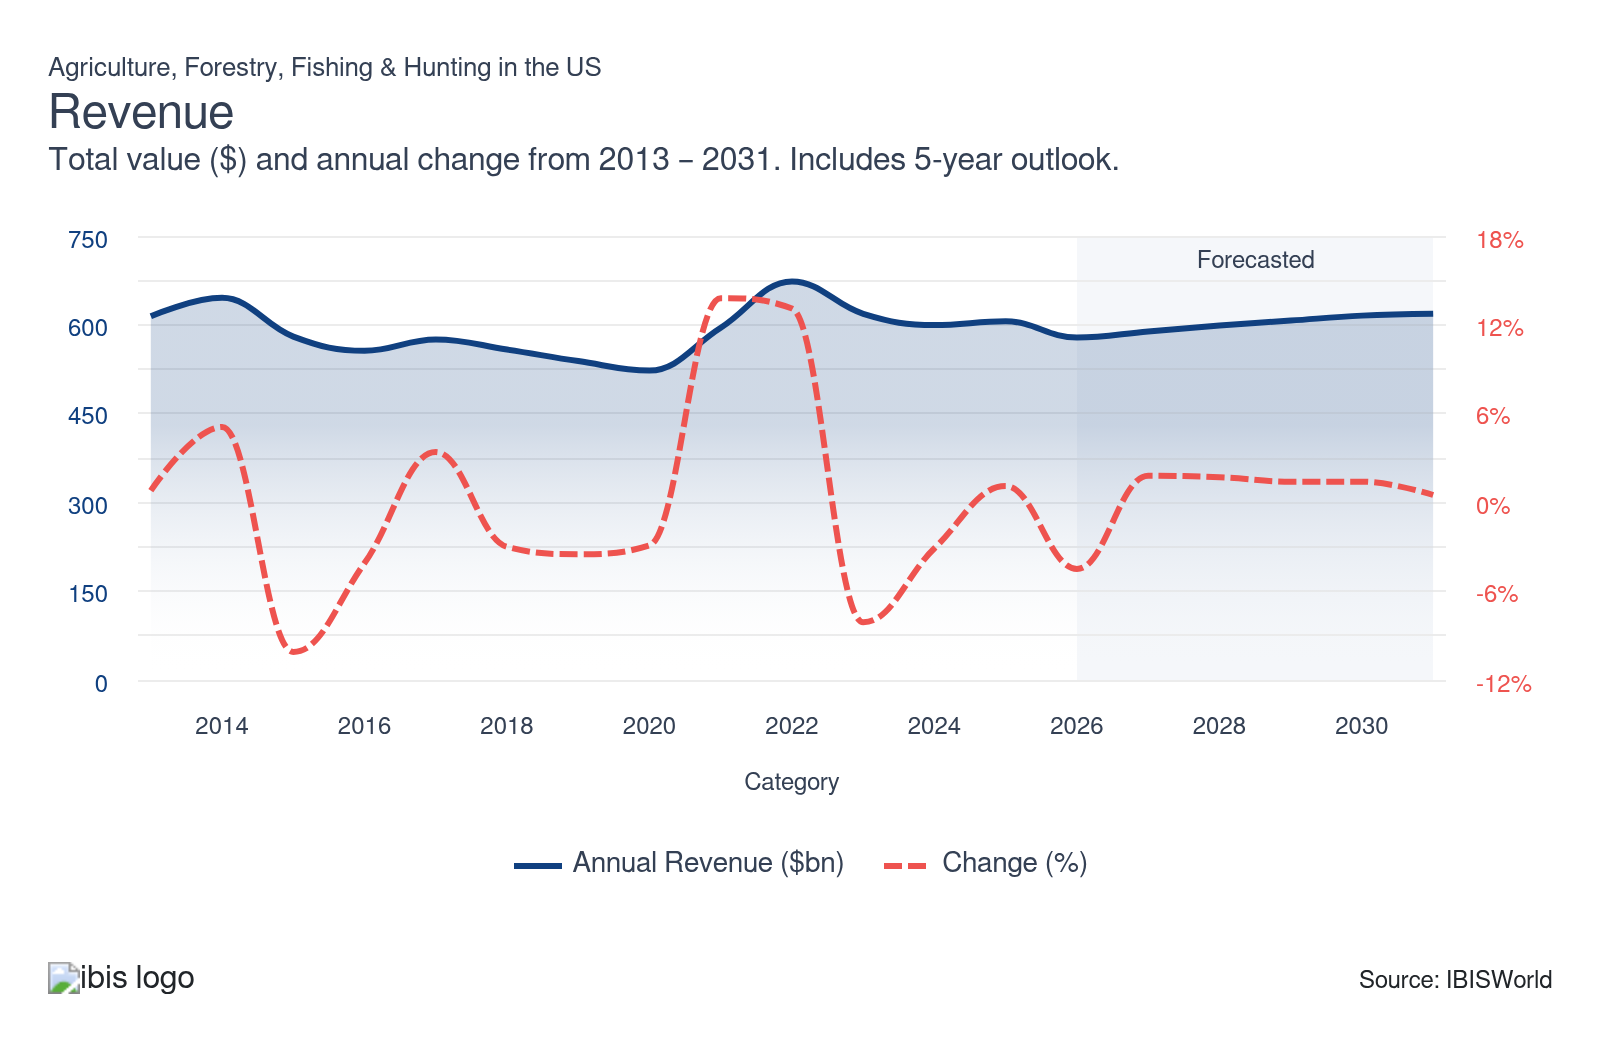 Agriculture, Forestry, Fishing & Hunting in the US
Revenue
Total value ($) and annual change from 2013 – 2031. Includes 5-year outlook.
750
18%
Forecasted
600
12%
450
6%
300
0%
150
-6%
0
-12%
2014 2016 2018 2020 2022 2024 2026 2028 2030
Category
Annual Revenue ($bn) Change (%)
ibis logo
Source: IBISWorld